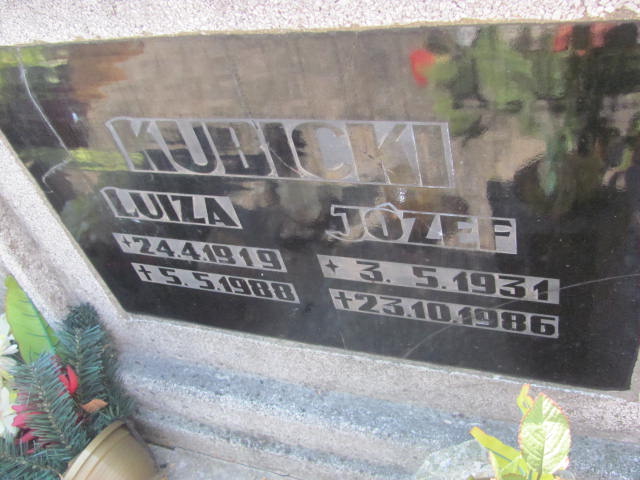 KUBICKI
LUIZA
*24.4.1919
+5.5.1988
JÓZEF
*3.5.1931
+23.10.1986